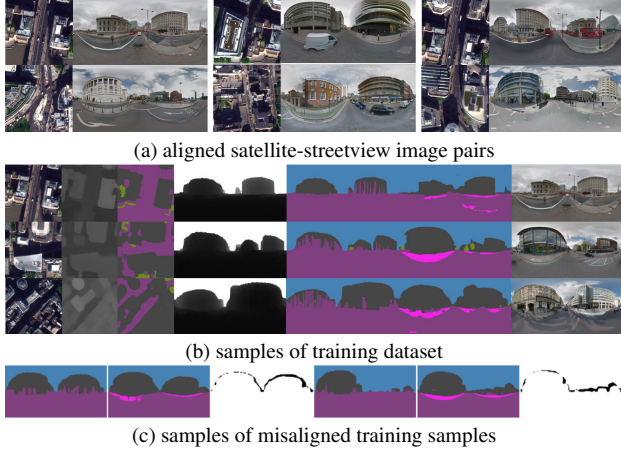 (a) aligned satellite-streetview image pairs
(b) samples of training dataset
(c) samples of misaligned training samples